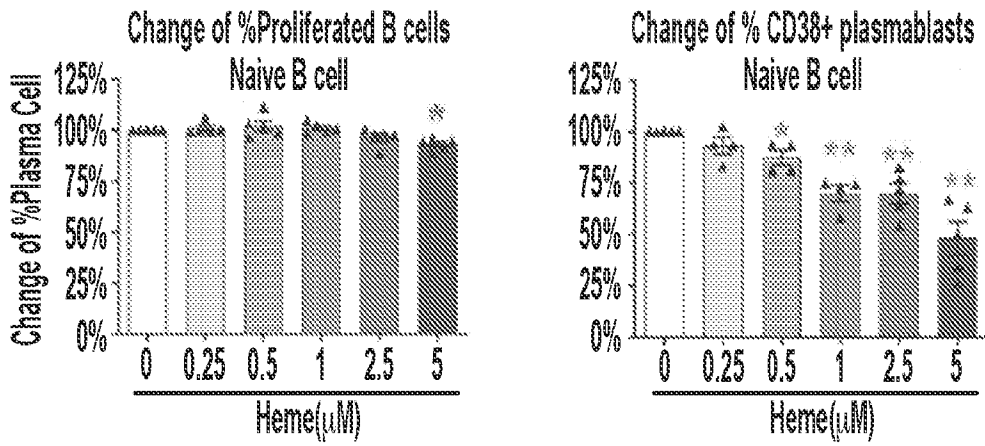 Change of %Proliferated B cells
Naive B cell
Change of %Plasma Cell
125%
100%
75%
50%
25%
0%
*
0 0.25 0.5 1 2.5 5
Heme(μM)
Change of % CD38+ plasmablasts
Naive B cell
125%
100%
75%
50%
25%
0%
* ** ** **
0 0.25 0.5 1 2.5 5
Heme(μM)